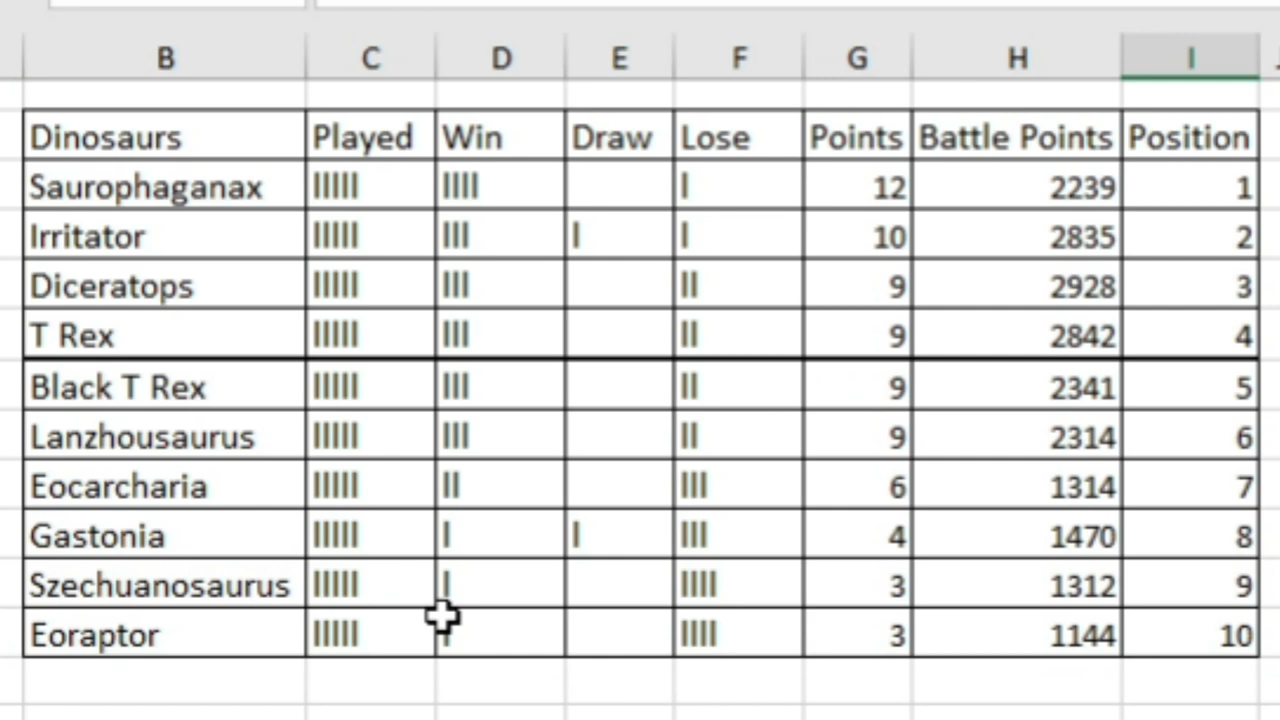 B C D E F G H I
Dinosaurs Played Win Draw Lose Points Battle Points Position
Saurophaganax IIIII IIII I 12 2239 1
Irritator IIIII III I I 10 2835 2
Diceratops IIIII III II 9 2928 3
T Rex IIIII III II 9 2842 4
Black T Rex IIIII III II 9 2341 5
Lanzhousaurus IIIII III II 9 2314 6
Eocarcharia IIIII II III 6 1314 7
Gastonia IIIII I I III 4 1470 8
Szechuanosaurus IIIII I IIII 3 1312 9
Eoraptor IIIII I IIII 3 1144 10